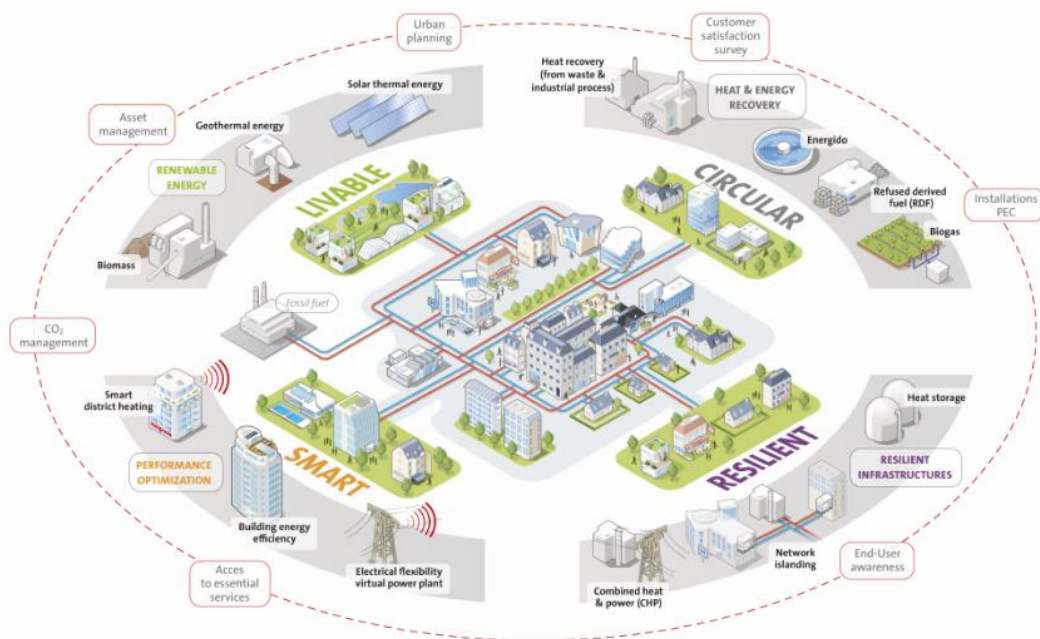 Urban
planning
Customer
satisfaction
survey
Heat recovery
(from waste &
industrial process)
HEAT & ENERGY
RECOVERY
Solar thermal energy
Asset
management
Geothermal energy
Energido
RENEWABLE
ENERGY
LIVABLE
CIRCULAR
Refused derived
fuel (RDF)
Installations
PEC
Biogas
Biomass
Fossil fuel
CO₂
management
Smart
district heating
Heat storage
PERFORMANCE
OPTIMIZATION
SMART
RESILIENT
RESILIENT
INFRASTRUCTURES
Building energy
efficiency
Electrical flexibility
virtual power plant
Network
islanding
End-User
awareness
Acces
to essential
services
Combined heat
& power (CHP)